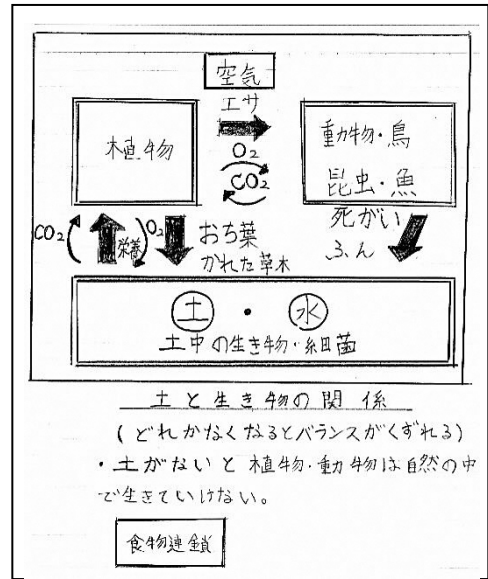 空気
エサ
植物
動物・鳥
昆虫・魚
O₂
CO₂
CO₂
栄養
O₂
おち葉
かれた草木
死がい
ふん
土・水
土中の生き物・細菌
土と生き物の関係
(どれかなくなるとバランスがくずれる)
・土がないと植物・動物は自然の中
で生きていけない。
食物連鎖